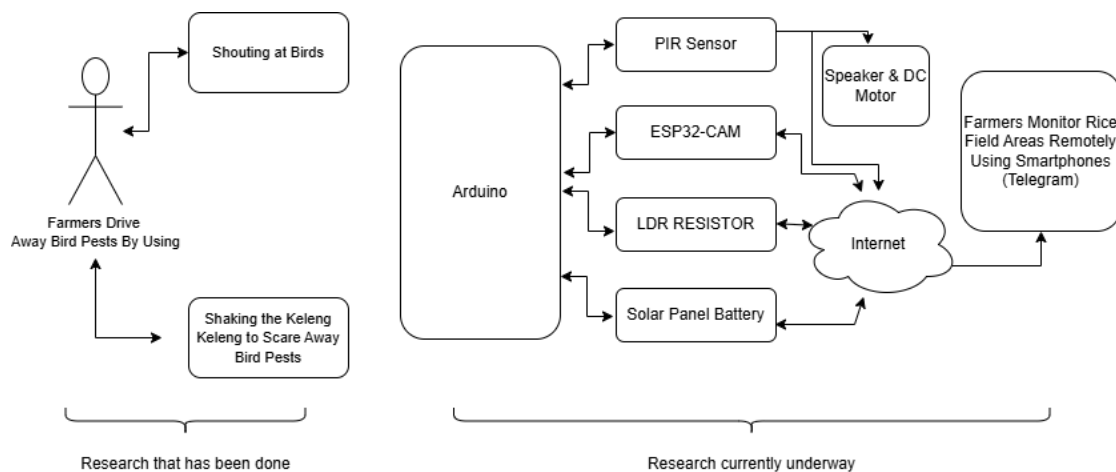 Shouting at Birds
Farmers Drive
Away Bird Pests By Using
Shaking the Keleng
Keleng to Scare Away
Bird Pests
Research that has been done
Arduino
PIR Sensor
ESP32-CAM
LDR RESISTOR
Solar Panel Battery
Speaker & DC
Motor
Internet
Farmers Monitor Rice
Field Areas Remotely
Using Smartphones
(Telegram)
Research currently underway